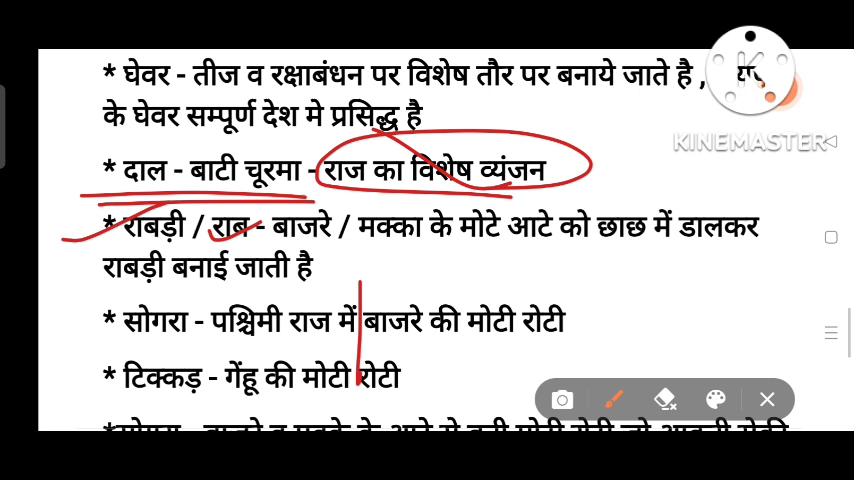 * घेवर - तीज व रक्षाबंधन पर विशेष तौर पर बनाये जाते है ,
के घेवर सम्पूर्ण देश मे प्रसिद्ध है
KINEMASTER
* दाल - बाटी चूरमा - राज का विशेष व्यंजन
* राबड़ी / राब - बाजरे / मक्का के मोटे आटे को छाछ में डालकर
राबड़ी बनाई जाती है
* सोगरा - पश्चिमी राज में बाजरे की मोटी रोटी
* टिक्कड़ - गेंहू की मोटी रोटी